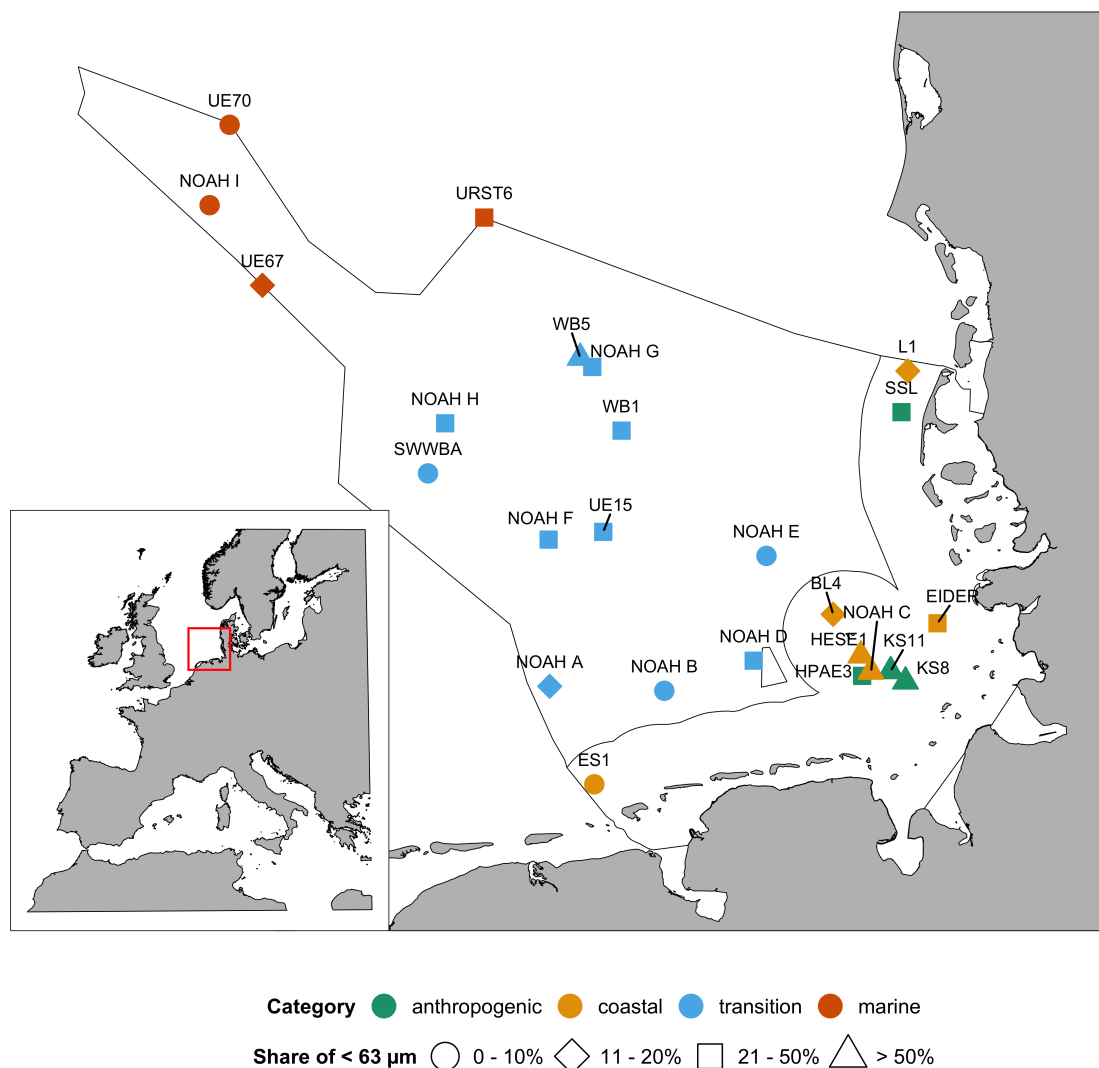 UE70
NOAH I
URST6
UE67
WB5
NOAH G
L1
SSL
NOAH H
WB1
SWWBA
NOAH F
UE15
NOAH E
BL4
NOAH C
EIDER
HESE1
KS11
NOAH D
HPAE3
KS8
NOAH A
NOAH B
ES1
Category anthropogenic coastal transition marine
Share of < 63 µm 0 - 10% 11 - 20% 21 - 50% > 50%